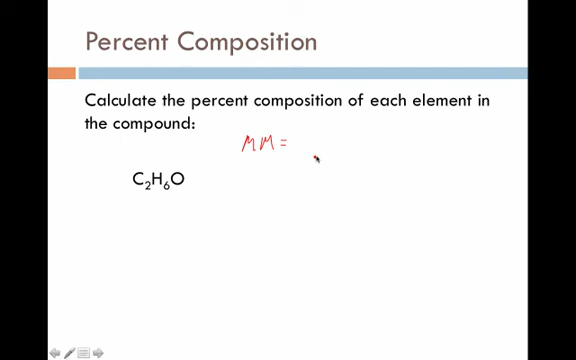 Percent Composition
Calculate the percent composition of each element in
the compound:
MM =
C₂H₆O